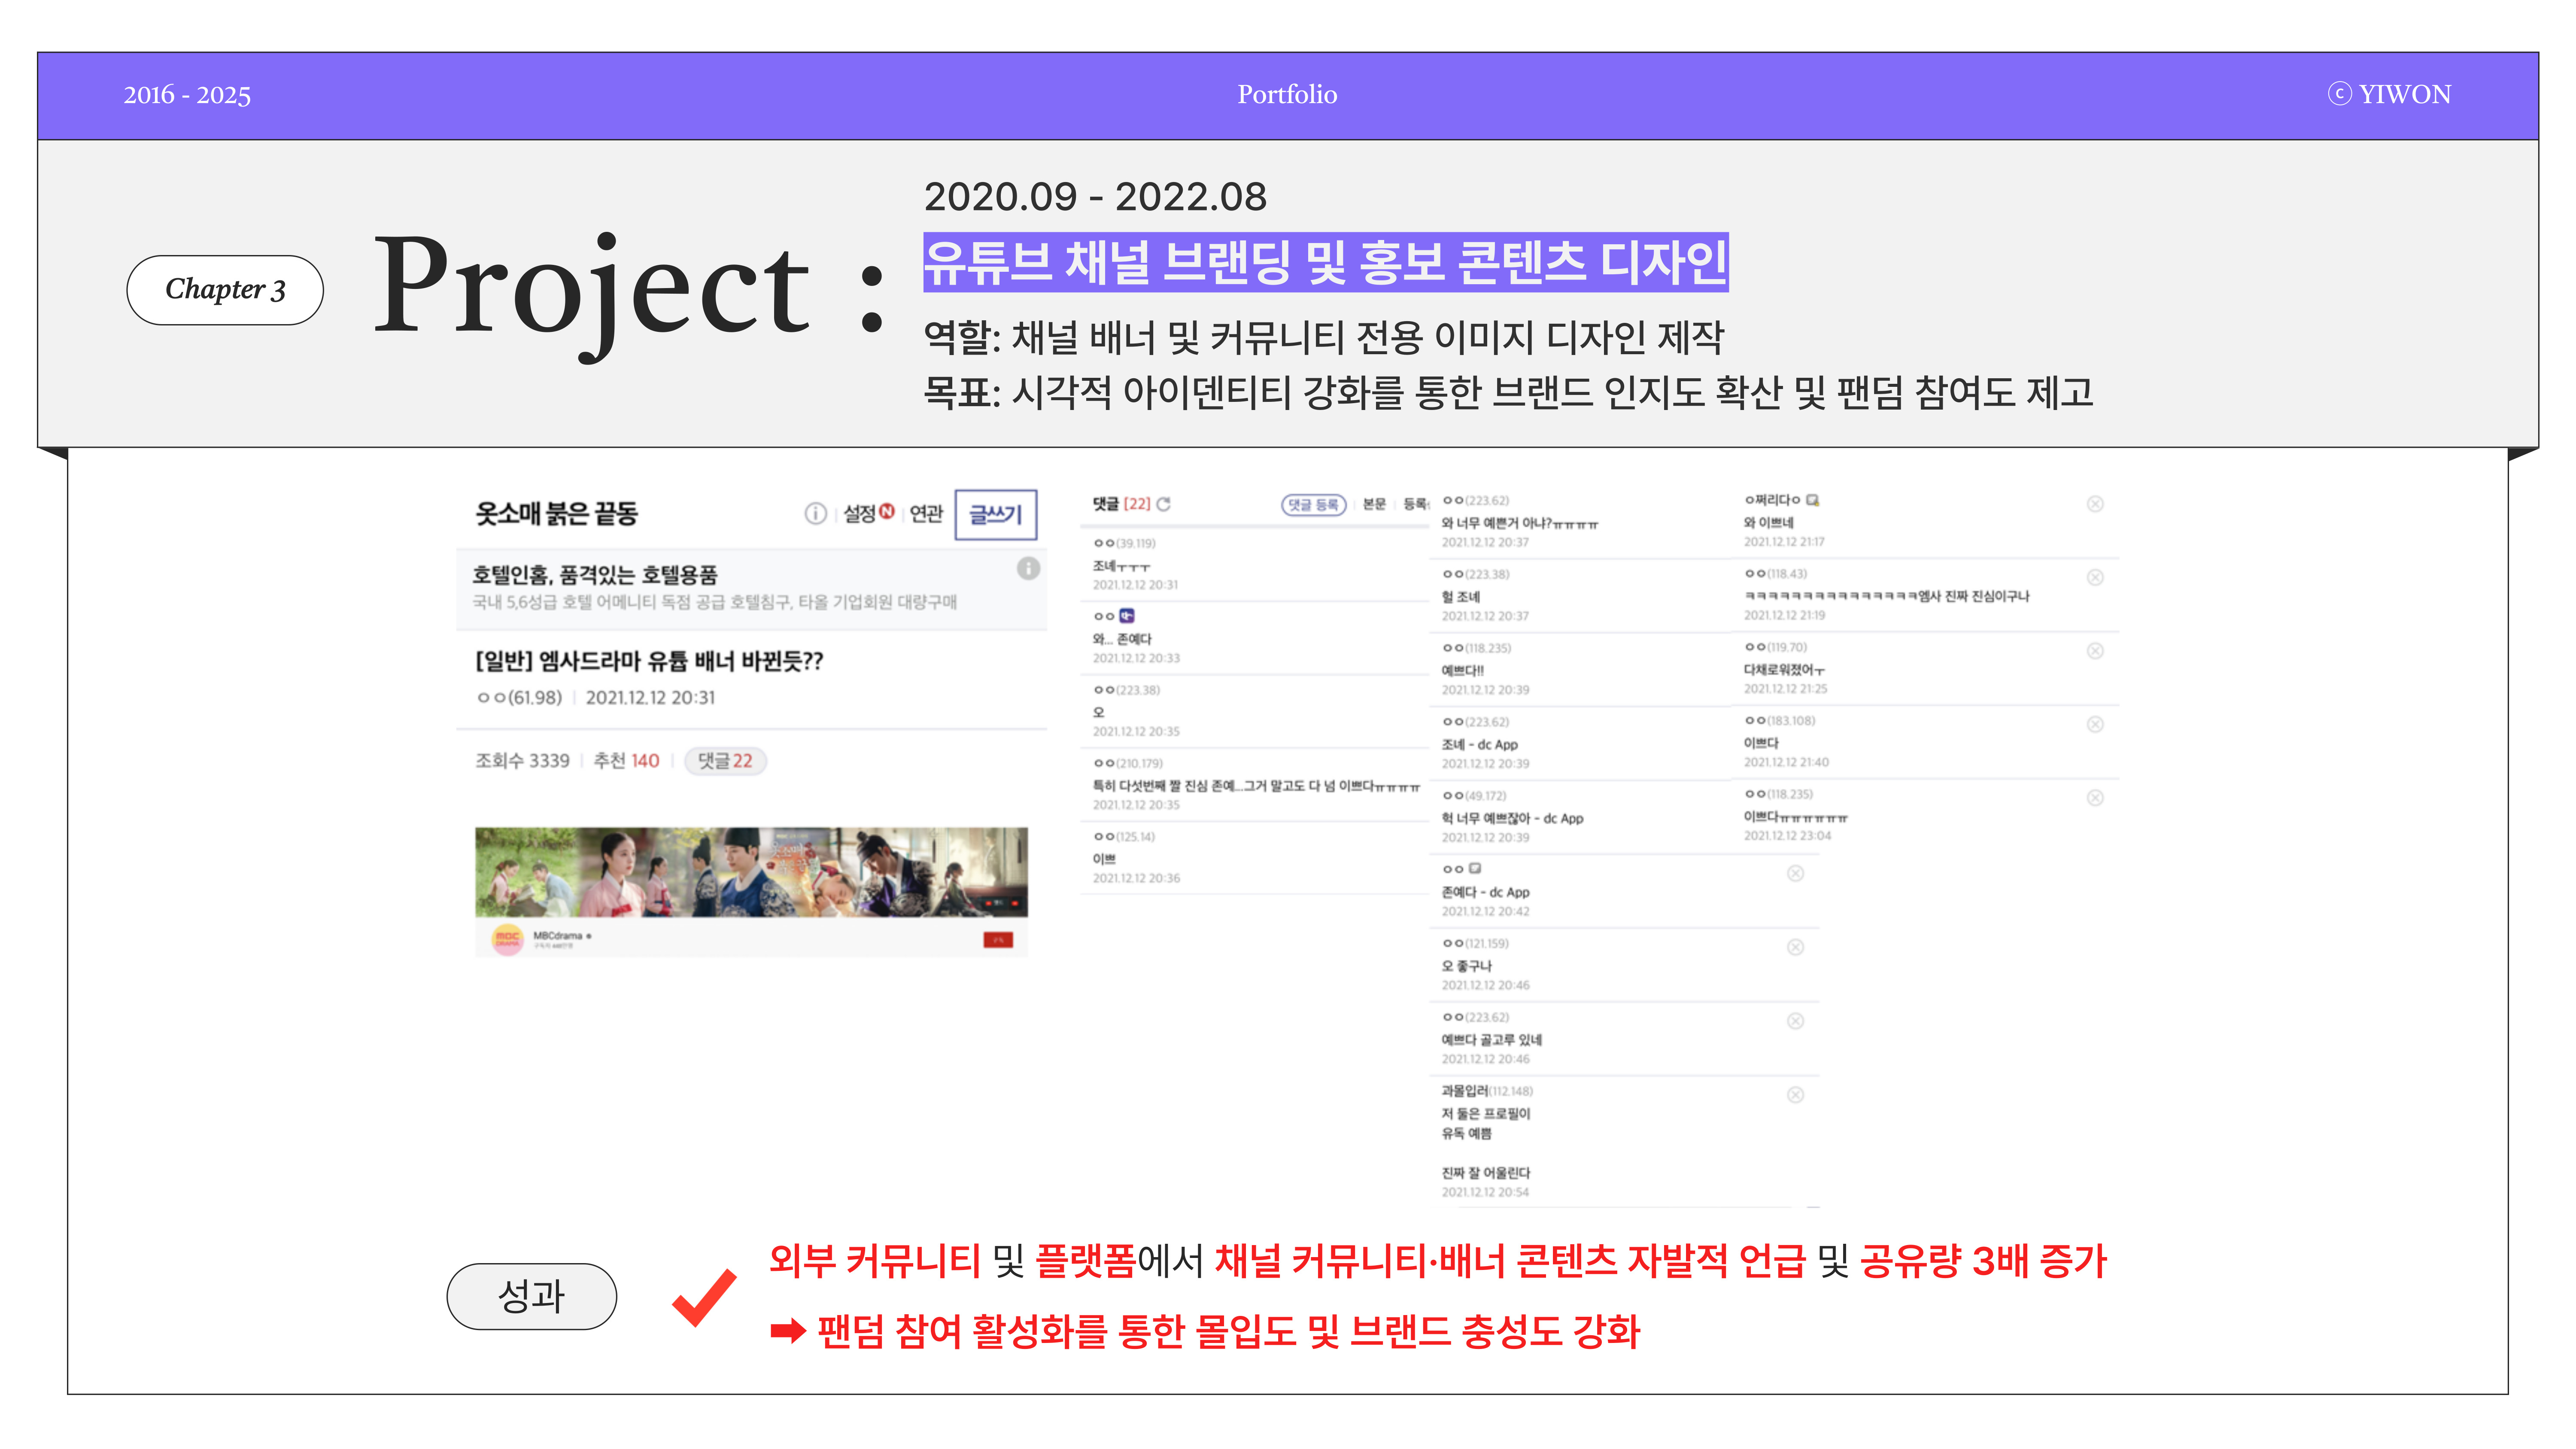 2016 - 2025
Portfolio
ⓒ YIWON
Chapter 3
Project :
2020.09 - 2022.08
유튜브 채널 브랜딩 및 홍보 콘텐츠 디자인
역할: 채널 배너 및 커뮤니티 전용 이미지 디자인 제작
목표: 시각적 아이덴티티 강화를 통한 브랜드 인지도 확산 및 팬덤 참여도 제고
옷소매 붉은 끝동
설정 N 연관 글쓰기
호텔인홈, 품격있는 호텔용품
국내 5,6성급 호텔 어메니티 독점 공급 호텔침구, 타올 기업회원 대량구매
[일반] 엠사드라마 유튭 배너 바뀐듯??
ㅇㅇ(61.98) 2021.12.12 20:31
조회수 3339 추천 140 댓글 22
MBC DRAMA
MBCdrama
댓글 [22]
댓글 등록 본문 등록
ㅇㅇ(39.119)
조네ㅜㅜㅜ
2021.12.12 20:31
ㅇㅇ
와... 존예다
2021.12.12 20:33
ㅇㅇ(223.38)
오
2021.12.12 20:35
ㅇㅇ(210.179)
특히 다섯번째 짤 진심 존예...그거 말고도 다 넘 이쁘다ㅠㅠㅠㅠ
2021.12.12 20:35
ㅇㅇ(125.14)
이쁘
2021.12.12 20:36
ㅇㅇ(223.62)
와 너무 예쁜거 아냐?ㅠㅠㅠㅠ
2021.12.12 20:37
ㅇㅇ(223.38)
헐 조네
2021.12.12 20:37
ㅇㅇ(118.235)
예쁘다!!
2021.12.12 20:39
ㅇㅇ(223.62)
조네 - dc App
2021.12.12 20:39
ㅇㅇ(49.172)
헉 너무 예쁘잖아 - dc App
2021.12.12 20:39
ㅇㅇ
존예다 - dc App
2021.12.12 20:42
ㅇㅇ(121.159)
오 좋구나
2021.12.12 20:46
ㅇㅇ(223.62)
예쁘다 골고루 있네
2021.12.12 20:46
과몰입러(112.148)
저 둘은 프로필이
유독 예쁨
진짜 잘 어울린다
2021.12.12 20:54
ㅇ쩌리다ㅇ
와 이쁘네
2021.12.12 21:17
ㅇㅇ(118.43)
ㅋㅋㅋㅋㅋㅋㅋㅋㅋㅋㅋㅋㅋㅋㅋ엠사 진짜 진심이구나
2021.12.12 21:19
ㅇㅇ(119.70)
다채로워졌어ㅜ
2021.12.12 21:25
ㅇㅇ(183.108)
이쁘다
2021.12.12 21:40
ㅇㅇ(118.235)
이쁘다ㅠㅠㅠㅠㅠㅠ
2021.12.12 23:04
성과
외부 커뮤니티 및 플랫폼에서 채널 커뮤니티·배너 콘텐츠 자발적 언급 및 공유량 3배 증가
➡ 팬덤 참여 활성화를 통한 몰입도 및 브랜드 충성도 강화